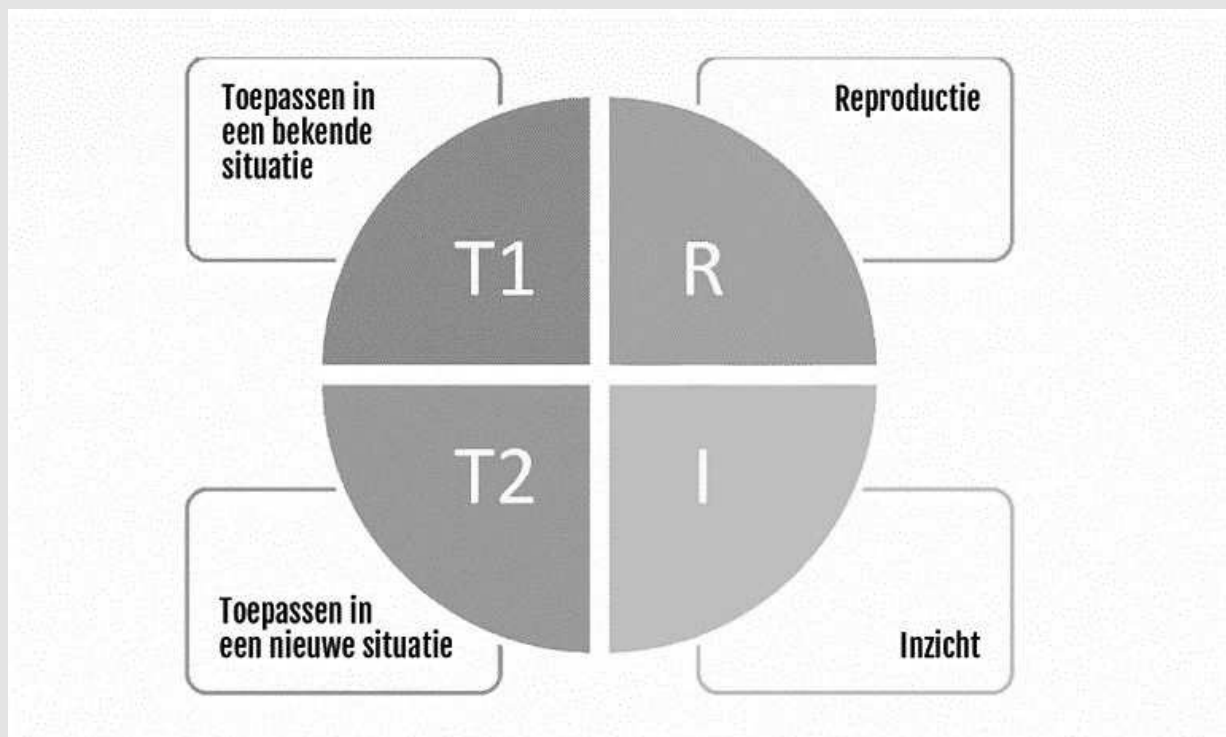 Toepassen in
een bekende
situatie
Reproductie
T1
R
T2
I
Toepassen in
een nieuwe situatie
Inzicht